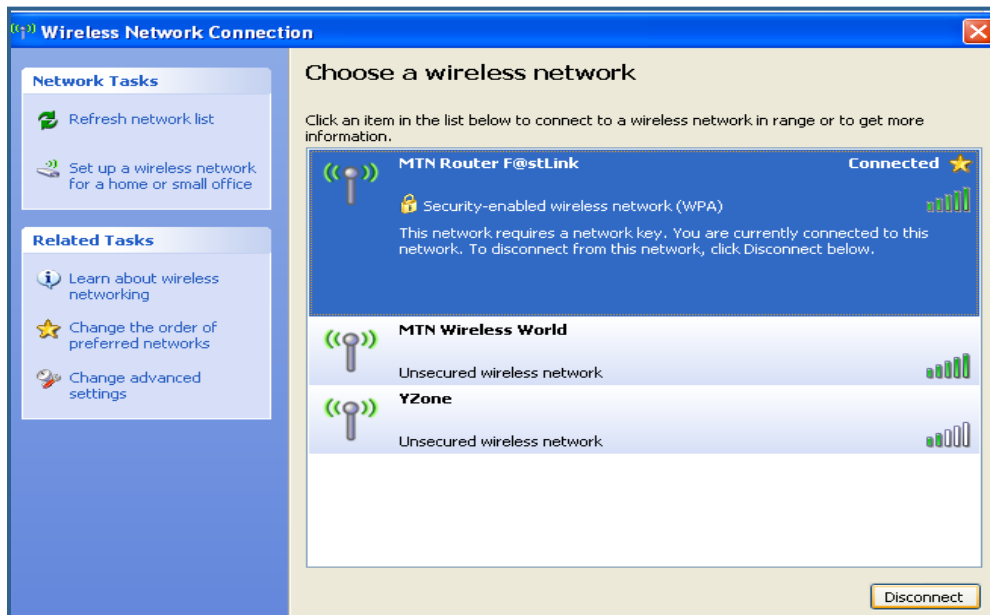 Wireless Network Connection
Network Tasks
Refresh network list
Set up a wireless network
for a home or small office
Related Tasks
Learn about wireless
networking
Change the order of
preferred networks
Change advanced
settings
Choose a wireless network
Click an item in the list below to connect to a wireless network in range or to get more
information.
MTN Router F@stLink
Connected
Security-enabled wireless network (WPA)
This network requires a network key. You are currently connected to this
network. To disconnect from this network, click Disconnect below.
MTN Wireless World
Unsecured wireless network
YZone
Unsecured wireless network
Disconnect